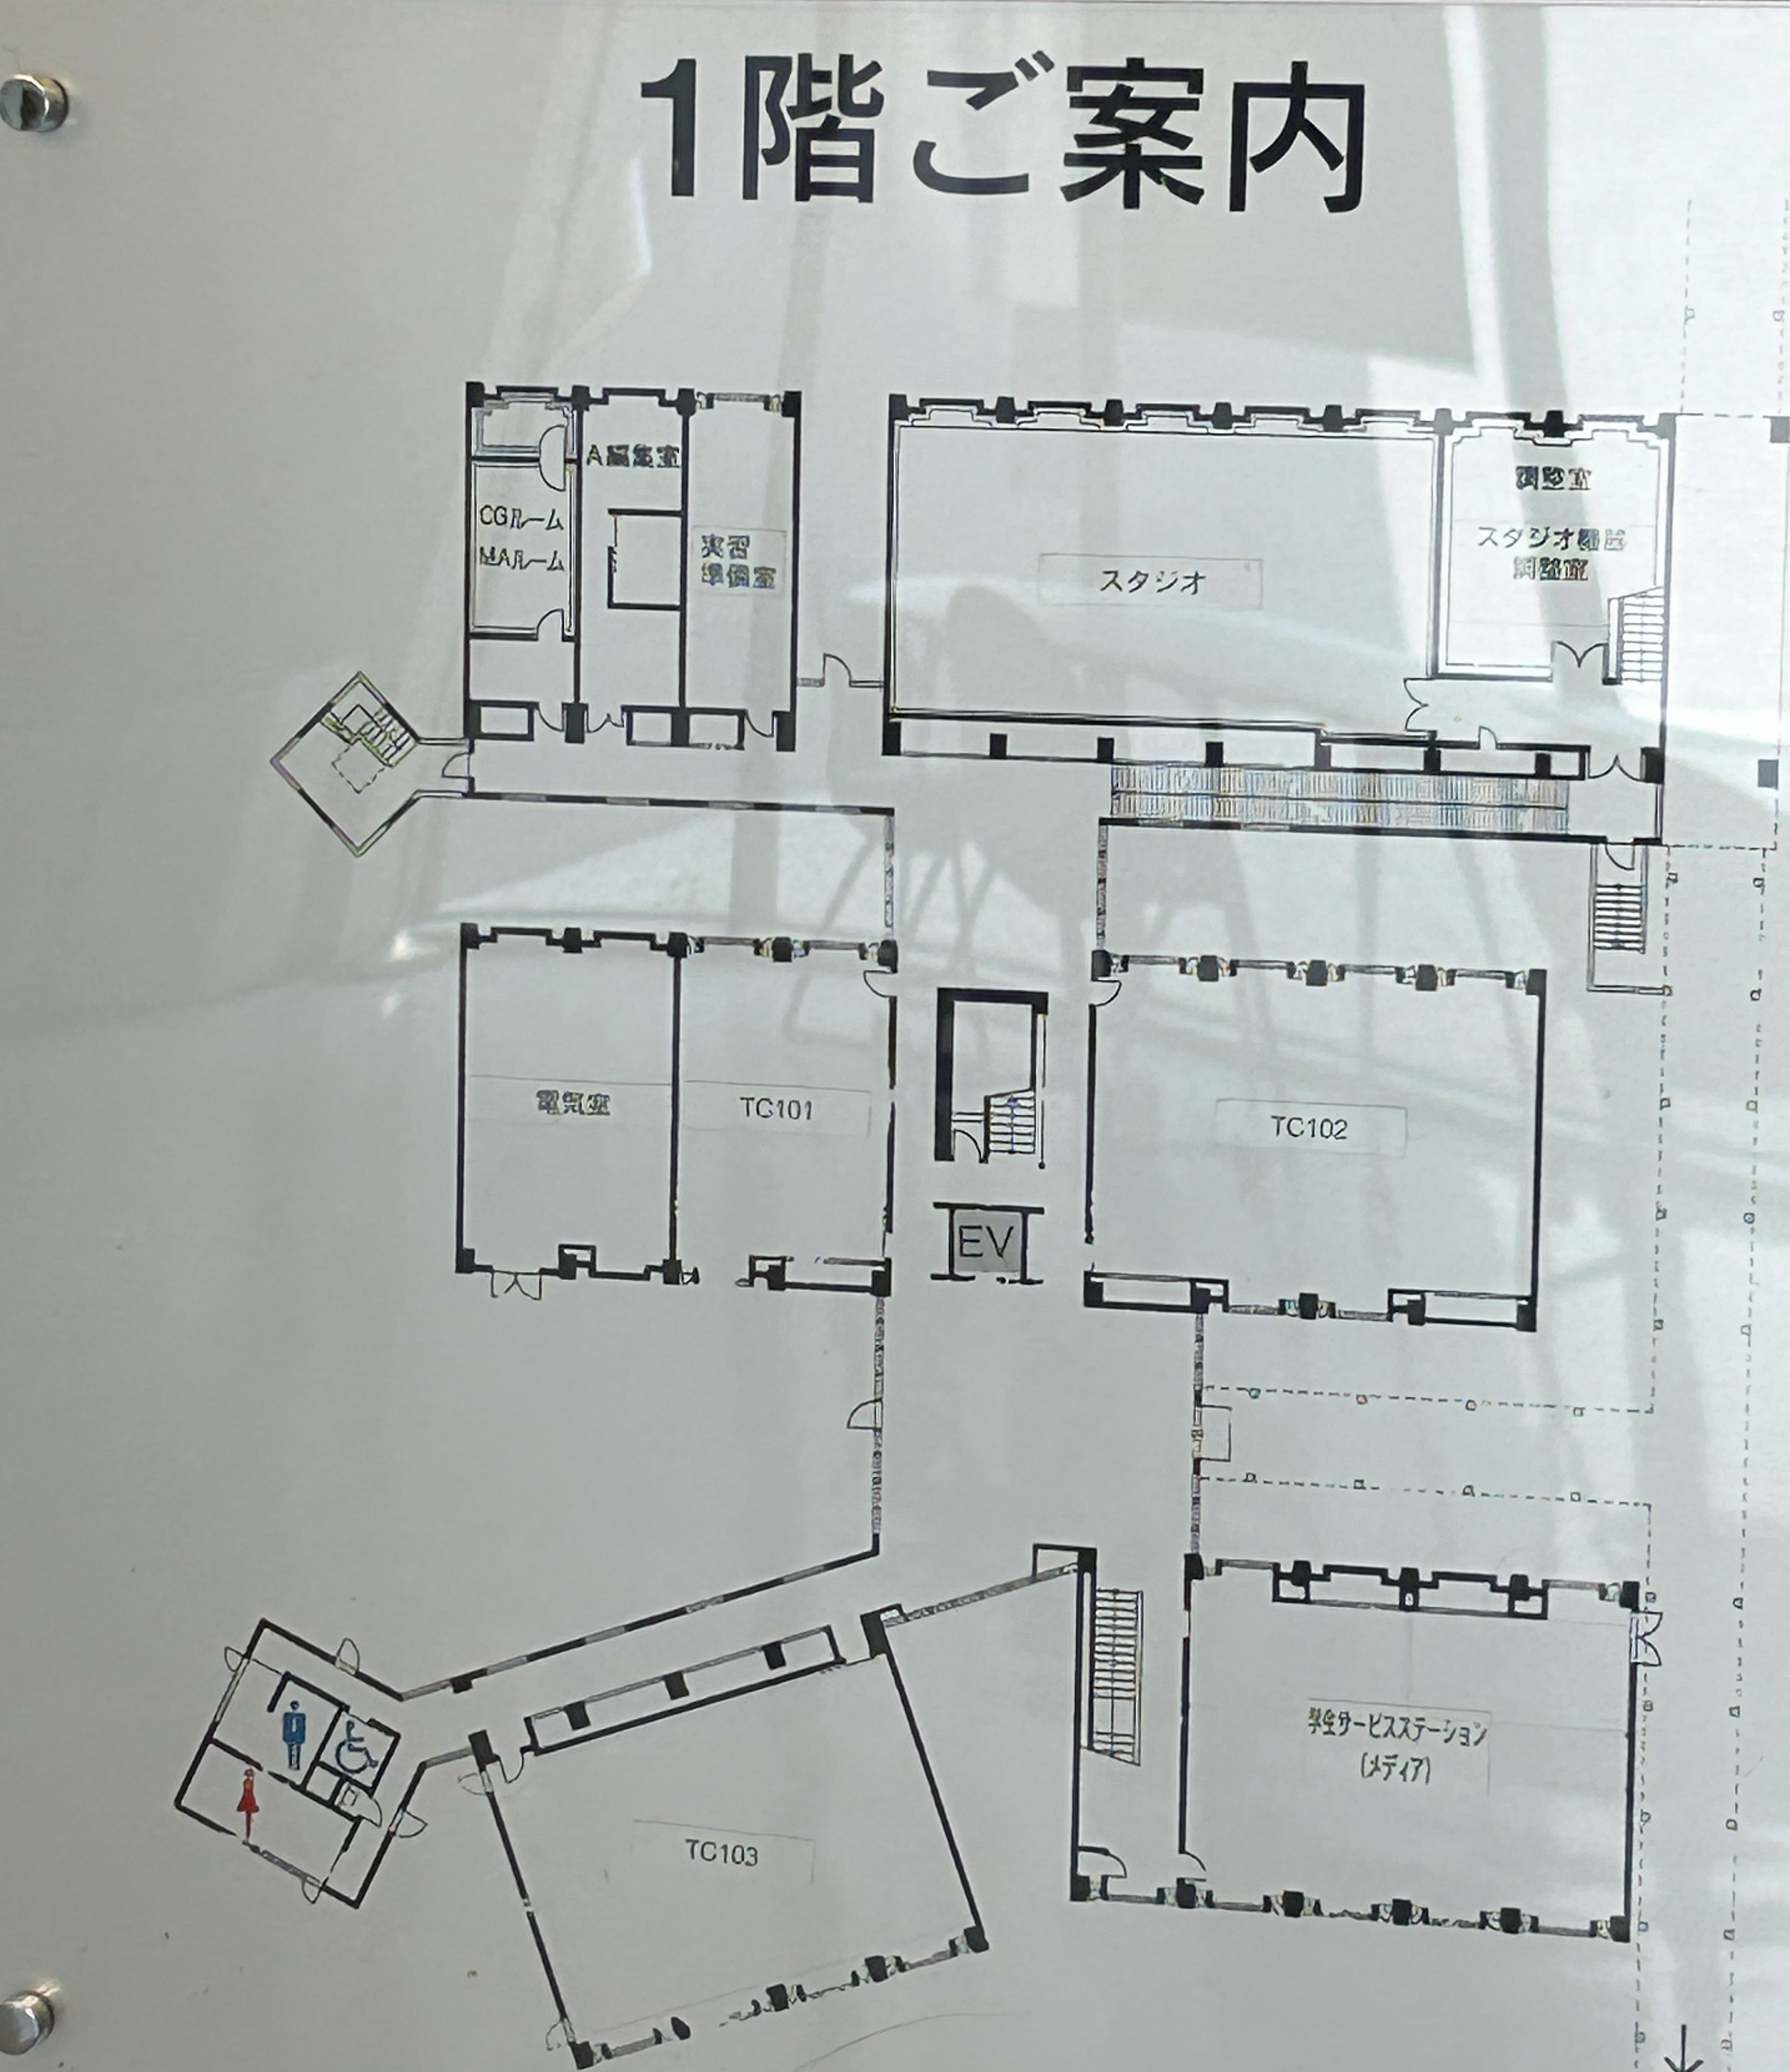 1階ご案内
A編集室
CGルーム
MAルーム
実習
準備室
スタジオ
調整室
スタジオ
調整室
電気室
TC101
TC102
EV
学生サービスステーション
(メディア)
TC103